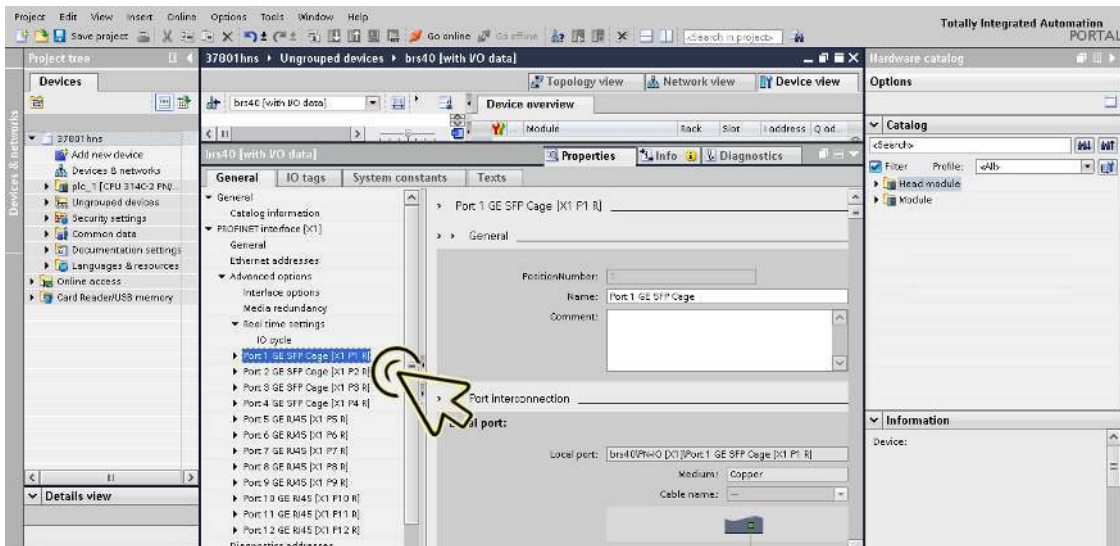 Project Edit View Insert Online Options Tools Window Help
Totally Integrated Automation
PORTAL
Save project
Go online
Go offline
<Search in project>
Project tree
37801hns Ungrouped devices brs40 [with I/O data]
Hardware catalog
Devices
Topology view
Network view
Device view
Options
brs40 [with I/O data]
Device overview
Module
Rack
Slot
I address
Q ad...
Catalog
<Search>
Filter
Profile:
<All>
Head module
Module
Devices & networks
37801hns
Add new device
Devices & networks
plc_1 [CPU 314C-2 PN/...
Ungrouped devices
Security settings
Common data
Documentation settings
Languages & resources
Online access
Card Reader/USB memory
brs40 [with I/O data]
Properties
Info
Diagnostics
General
IO tags
System constants
Texts
General
Catalog information
PROFINET interface [X1]
General
Ethernet addresses
Advanced options
Interface options
Media redundancy
Real time settings
IO cycle
Port 1 GE SFP Cage [X1 P1 R]
Port 2 GE SFP Cage [X1 P2 R]
Port 3 GE SFP Cage [X1 P3 R]
Port 4 GE SFP Cage [X1 P4 R]
Port 5 GE RJ45 [X1 P5 R]
Port 6 GE RJ45 [X1 P6 R]
Port 7 GE RJ45 [X1 P7 R]
Port 8 GE RJ45 [X1 P8 R]
Port 9 GE RJ45 [X1 P9 R]
Port 10 GE RJ45 [X1 P10 R]
Port 11 GE RJ45 [X1 P11 R]
Port 12 GE RJ45 [X1 P12 R]
Diagnostics addresses
Port 1 GE SFP Cage [X1 P1 R]
General
PositionNumber: 1
Name: Port 1 GE SFP Cage
Comment:
Port interconnection
port:
Local port: brs40\PN-IO [X1]\Port 1 GE SFP Cage [X1 P1 R]
Medium: Copper
Cable name: ---
Information
Device:
Details view